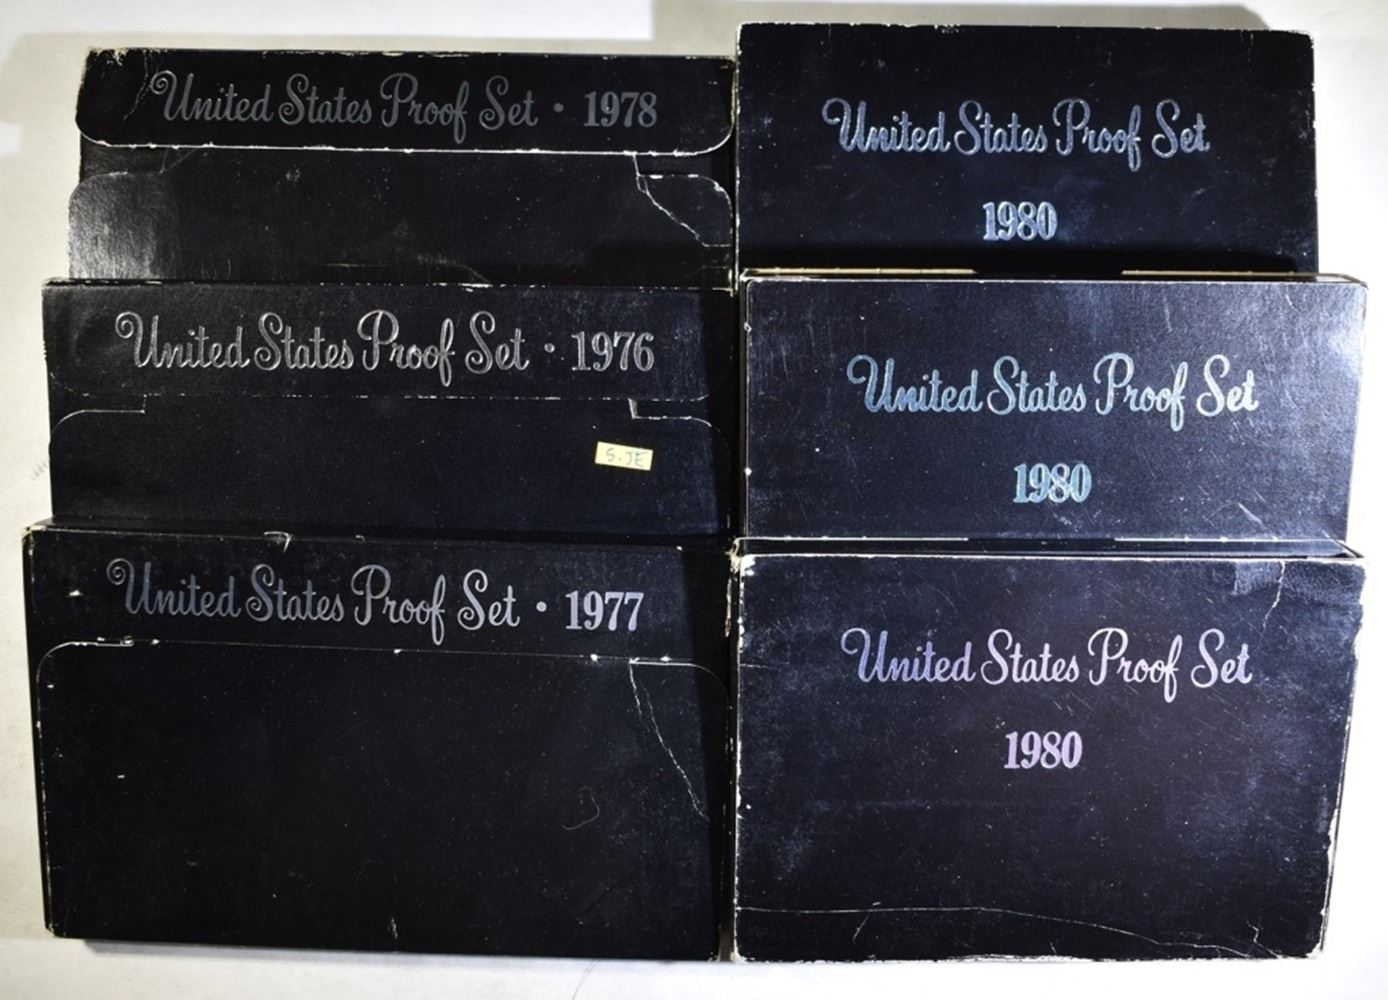 United States Proof Set • 1978
United States Proof Set • 1976
S. JE
United States Proof Set • 1977
United States Proof Set
1980
United States Proof Set
1980
United States Proof Set
1980